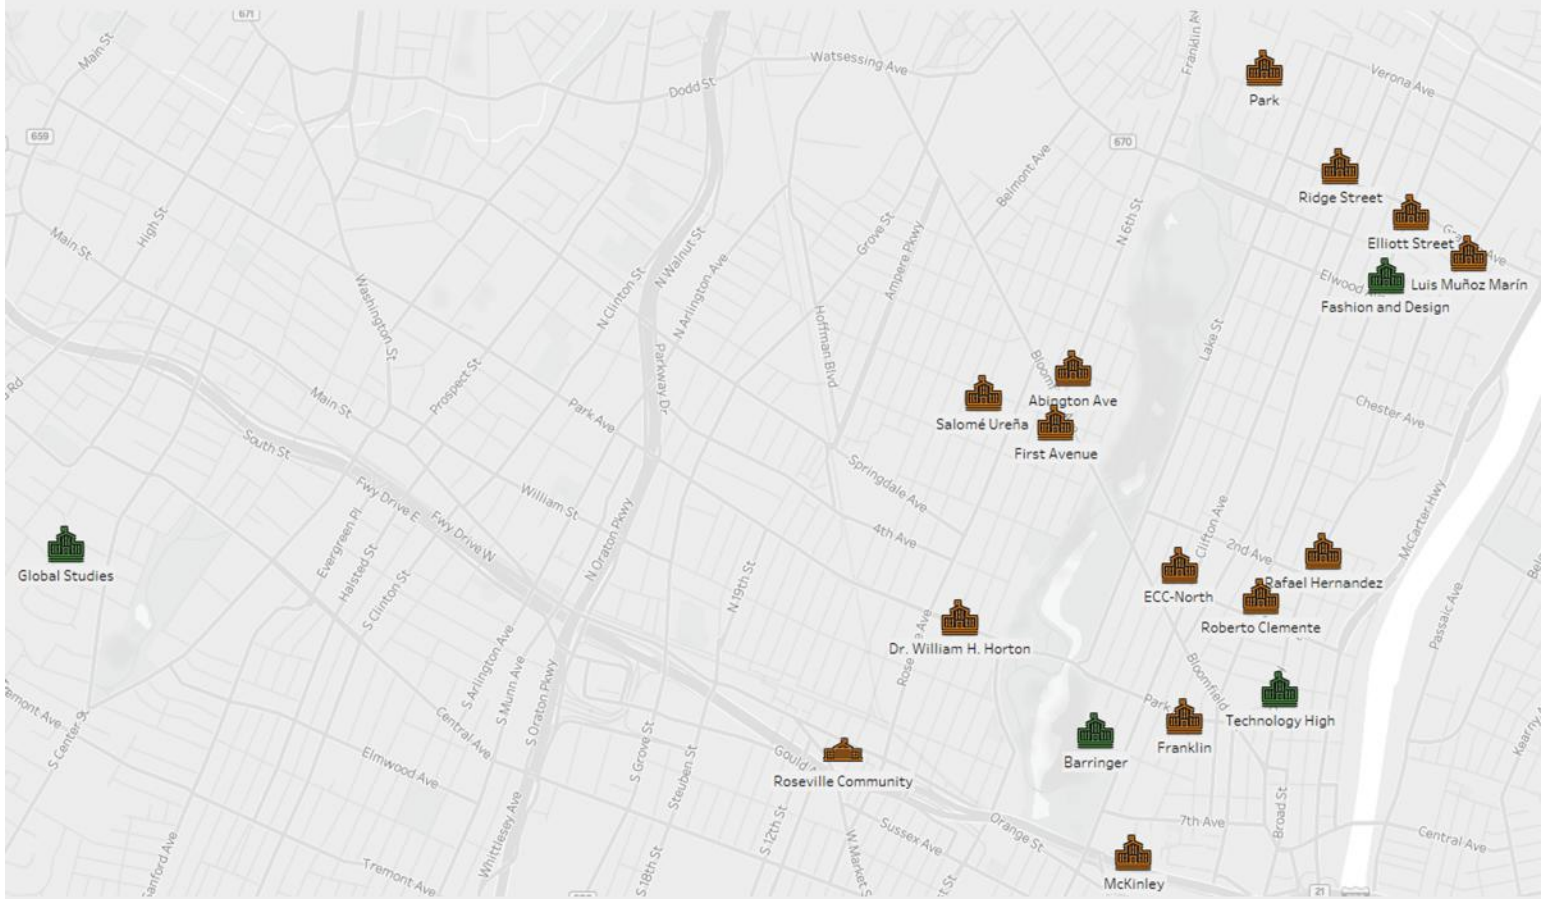 671
Main St
Franklin Av
Watsessing Ave
Verona Ave
Dodd St
Park
659
670
Belmont Ave
Ridge Street
High St
Main St
N 6th St
Grove St
Elliott Street
N Walnut St
Ampere Pkwy
N Arlington Ave
Elwood
Luis Muñoz Marín
Fashion and Design
N Clinton St
Washington St
Hoffman Blvd
Lake St
Prospect St
Parkway Dr
Rd
Main St
Abington Ave
Park Ave
Chester Ave
Salomé Ureña
First Avenue
South St
Springdale Ave
William St
Fwy Drive E
McCarter Hwy
Clifton Ave
Fwy Drive W
N Oraton Pkwy
4th Ave
2nd Ave
Evergreen Pl
Global Studies
Halsted St
N 19th St
Rafael Hernandez
ECC-North
S Clinton St
Passaic Ave
Roberto Clemente
Dr. William H. Horton
S Arlington Ave
S Munn Ave
Bloomfield
S Oraton Pkwy
Park
Technology High
S Center St
Central Ave
Franklin
Barringer
S Grove St
Steuben St
Elmwood Ave
Roseville Community
Whittlesey Ave
S 12th St
Orange St
7th Ave
Broad St
Sussex Ave
Central Ave
W Market S
Tremont Ave
S 18th St
McKinley
21